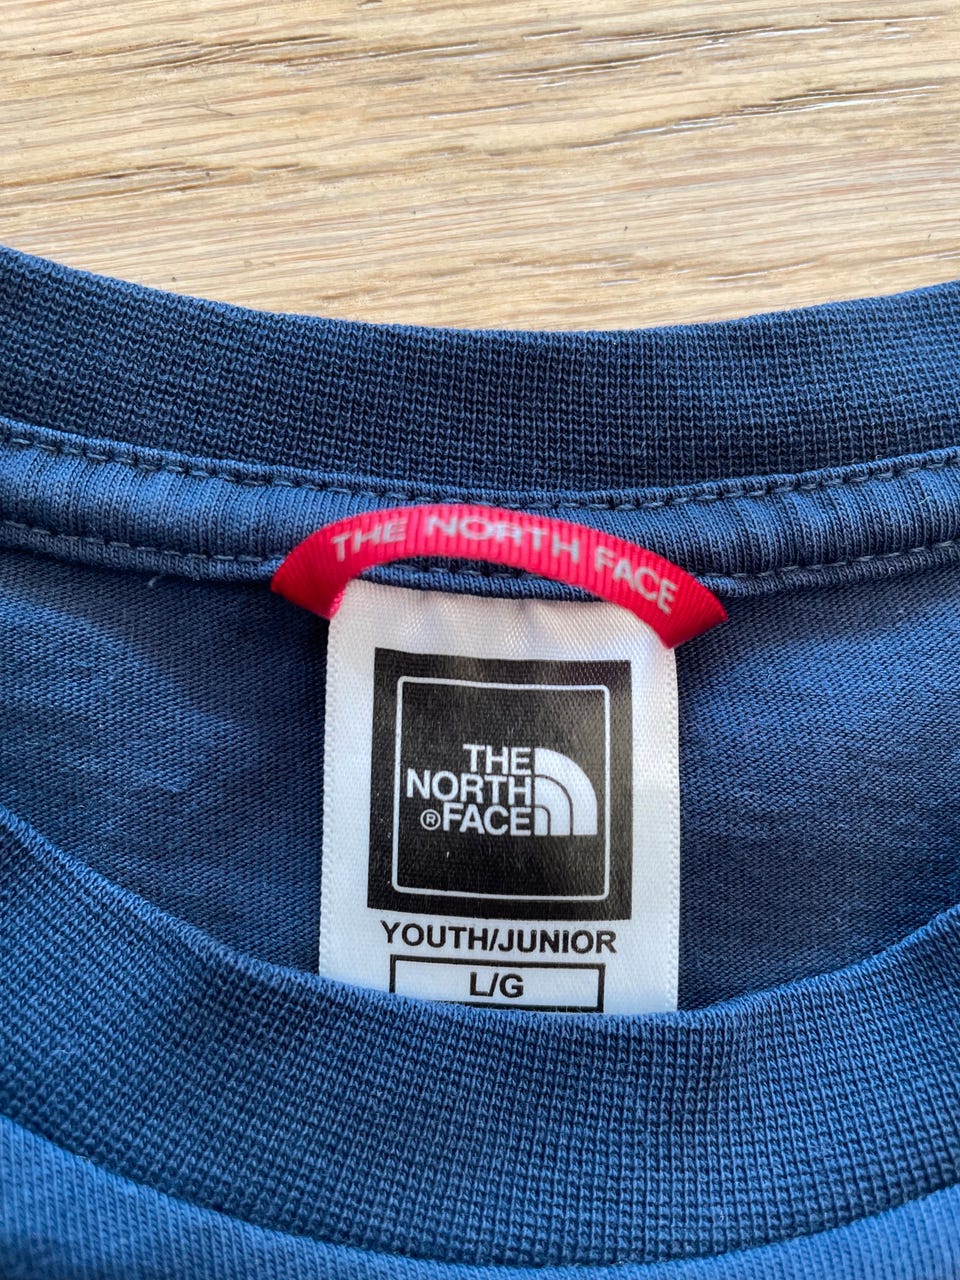 THE NORTH FACE
THE
NORTH
®FACE
YOUTH/JUNIOR
L/G